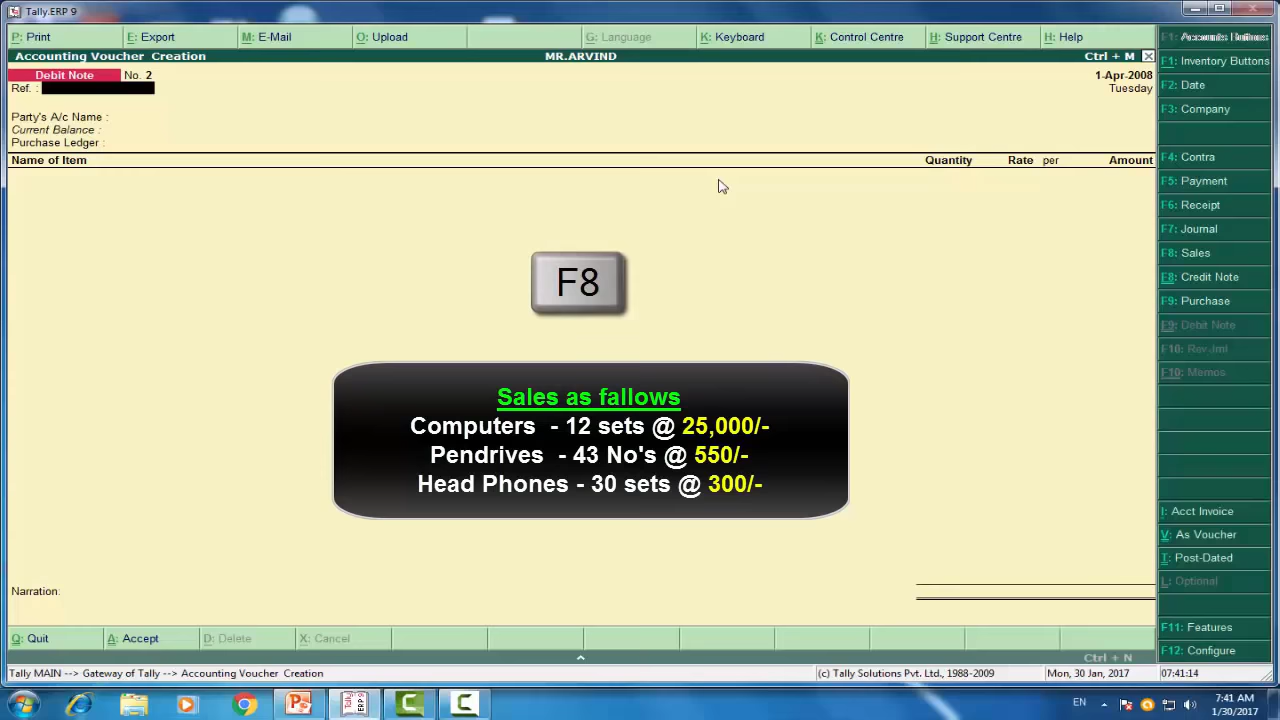 Tally.ERP 9
P: Print E: Export M: E-Mail O: Upload G: Language K: Keyboard K: Control Centre H: Support Centre H: Help
Accounting Voucher Creation MR.ARVIND Ctrl + M
Debit Note No. 2 1-Apr-2008
Ref. : Tuesday
Party's A/c Name :
Current Balance :
Purchase Ledger :
Name of Item Quantity Rate per Amount
F8
Sales as fallows
Computers - 12 sets @ 25,000/-
Pendrives - 43 No's @ 550/-
Head Phones - 30 sets @ 300/-
Narration:
F1: Inventory Buttons
F2: Date
F3: Company
F4: Contra
F5: Payment
F6: Receipt
F7: Journal
F8: Sales
F8: Credit Note
F9: Purchase
F9: Debit Note
F10: Rev Jrnl
F10: Memos
I: Acct Invoice
V: As Voucher
T: Post-Dated
L: Optional
F11: Features
F12: Configure
Q: Quit A: Accept D: Delete X: Cancel
Ctrl + N
Tally MAIN --> Gateway of Tally --> Accounting Voucher Creation (c) Tally Solutions Pvt. Ltd., 1988-2009 Mon, 30 Jan, 2017 07:41:14
EN 7:41 AM
1/30/2017